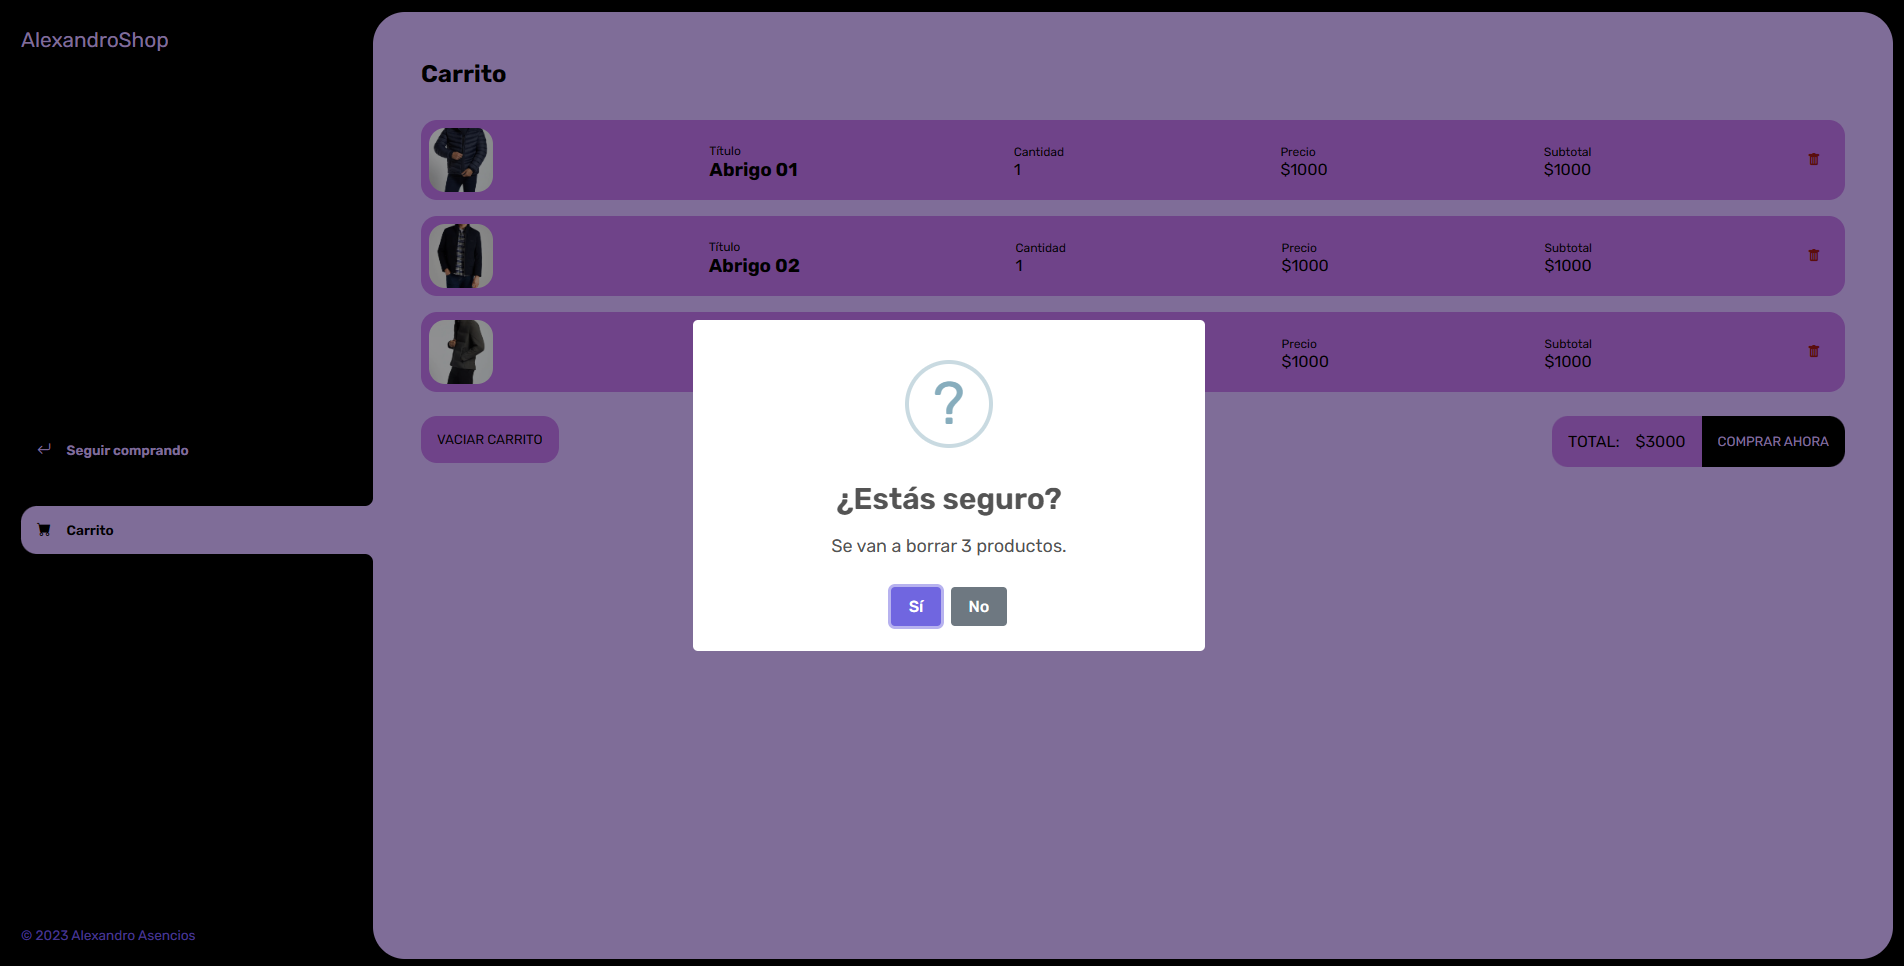 AlexandroShop
Seguir comprando
Carrito
© 2023 Alexandro Asencios
Carrito
Título
Abrigo 01
Cantidad
1
Precio
$1000
Subtotal
$1000
Título
Abrigo 02
Cantidad
1
Precio
$1000
Subtotal
$1000
Precio
$1000
Subtotal
$1000
VACIAR CARRITO
TOTAL: $3000
COMPRAR AHORA
?
¿Estás seguro?
Se van a borrar 3 productos.
Sí
No